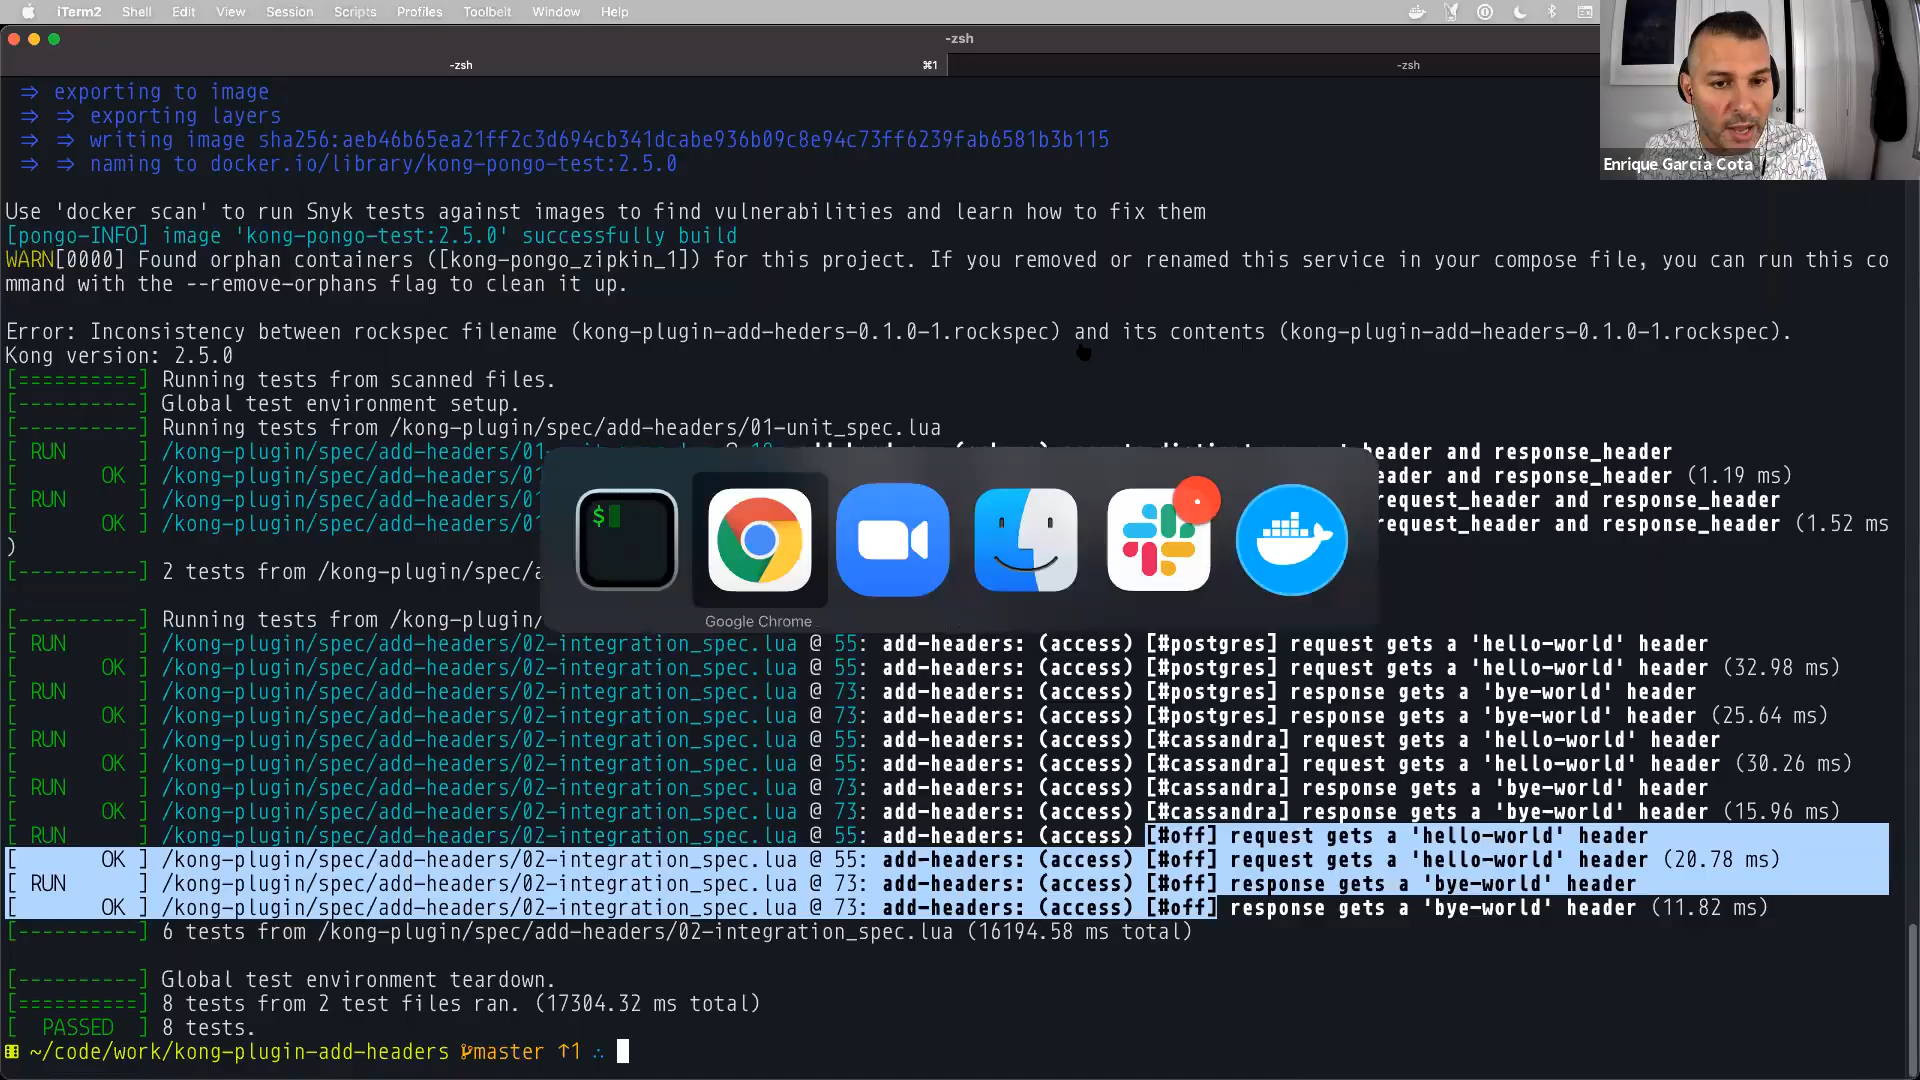 iTerm2 Shell Edit View Session Scripts Profiles Toolbelt Window Help
-zsh
-zsh ⌘1 -zsh
Enrique García Cota
⇒ exporting to image
⇒ ⇒ exporting layers
⇒ ⇒ writing image sha256:aeb46b65ea21ff2c3d694cb341dcabe936b09c8e94c73ff6239fab6581b3b115
⇒ ⇒ naming to docker.io/library/kong-pongo-test:2.5.0
Use 'docker scan' to run Snyk tests against images to find vulnerabilities and learn how to fix them
[pongo-INFO] image 'kong-pongo-test:2.5.0' successfully build
WARN[0000] Found orphan containers ([kong-pongo_zipkin_1]) for this project. If you removed or renamed this service in your compose file, you can run this co
mmand with the --remove-orphans flag to clean it up.
Error: Inconsistency between rockspec filename (kong-plugin-add-heders-0.1.0-1.rockspec) and its contents (kong-plugin-add-headers-0.1.0-1.rockspec).
Kong version: 2.5.0
[==========] Running tests from scanned files.
[----------] Global test environment setup.
[----------] Running tests from /kong-plugin/spec/add-headers/01-unit_spec.lua
[ RUN      ] /kong-plugin/spec/add-headers/01 header and response_header
[       OK ] /kong-plugin/spec/add-headers/01 eader and response_header (1.19 ms)
[ RUN      ] /kong-plugin/spec/add-headers/01 request_header and response_header
[       OK ] /kong-plugin/spec/add-headers/01 request_header and response_header (1.52 ms
)
[----------] 2 tests from /kong-plugin/spec/a
$
[----------] Running tests from /kong-plugin/
Google Chrome
[ RUN      ] /kong-plugin/spec/add-headers/02-integration_spec.lua @ 55: add-headers: (access) [#postgres] request gets a 'hello-world' header
[       OK ] /kong-plugin/spec/add-headers/02-integration_spec.lua @ 55: add-headers: (access) [#postgres] request gets a 'hello-world' header (32.98 ms)
[ RUN      ] /kong-plugin/spec/add-headers/02-integration_spec.lua @ 73: add-headers: (access) [#postgres] response gets a 'bye-world' header
[       OK ] /kong-plugin/spec/add-headers/02-integration_spec.lua @ 73: add-headers: (access) [#postgres] response gets a 'bye-world' header (25.64 ms)
[ RUN      ] /kong-plugin/spec/add-headers/02-integration_spec.lua @ 55: add-headers: (access) [#cassandra] request gets a 'hello-world' header
[       OK ] /kong-plugin/spec/add-headers/02-integration_spec.lua @ 55: add-headers: (access) [#cassandra] request gets a 'hello-world' header (30.26 ms)
[ RUN      ] /kong-plugin/spec/add-headers/02-integration_spec.lua @ 73: add-headers: (access) [#cassandra] response gets a 'bye-world' header
[       OK ] /kong-plugin/spec/add-headers/02-integration_spec.lua @ 73: add-headers: (access) [#cassandra] response gets a 'bye-world' header (15.96 ms)
[ RUN      ] /kong-plugin/spec/add-headers/02-integration_spec.lua @ 55: add-headers: (access) [#off] request gets a 'hello-world' header
[       OK ] /kong-plugin/spec/add-headers/02-integration_spec.lua @ 55: add-headers: (access) [#off] request gets a 'hello-world' header (20.78 ms)
[ RUN      ] /kong-plugin/spec/add-headers/02-integration_spec.lua @ 73: add-headers: (access) [#off] response gets a 'bye-world' header
[       OK ] /kong-plugin/spec/add-headers/02-integration_spec.lua @ 73: add-headers: (access) [#off] response gets a 'bye-world' header (11.82 ms)
[----------] 6 tests from /kong-plugin/spec/add-headers/02-integration_spec.lua (16194.58 ms total)
[----------] Global test environment teardown.
[==========] 8 tests from 2 test files ran. (17304.32 ms total)
[  PASSED  ] 8 tests.
~/code/work/kong-plugin-add-headers master ↑1 ∴